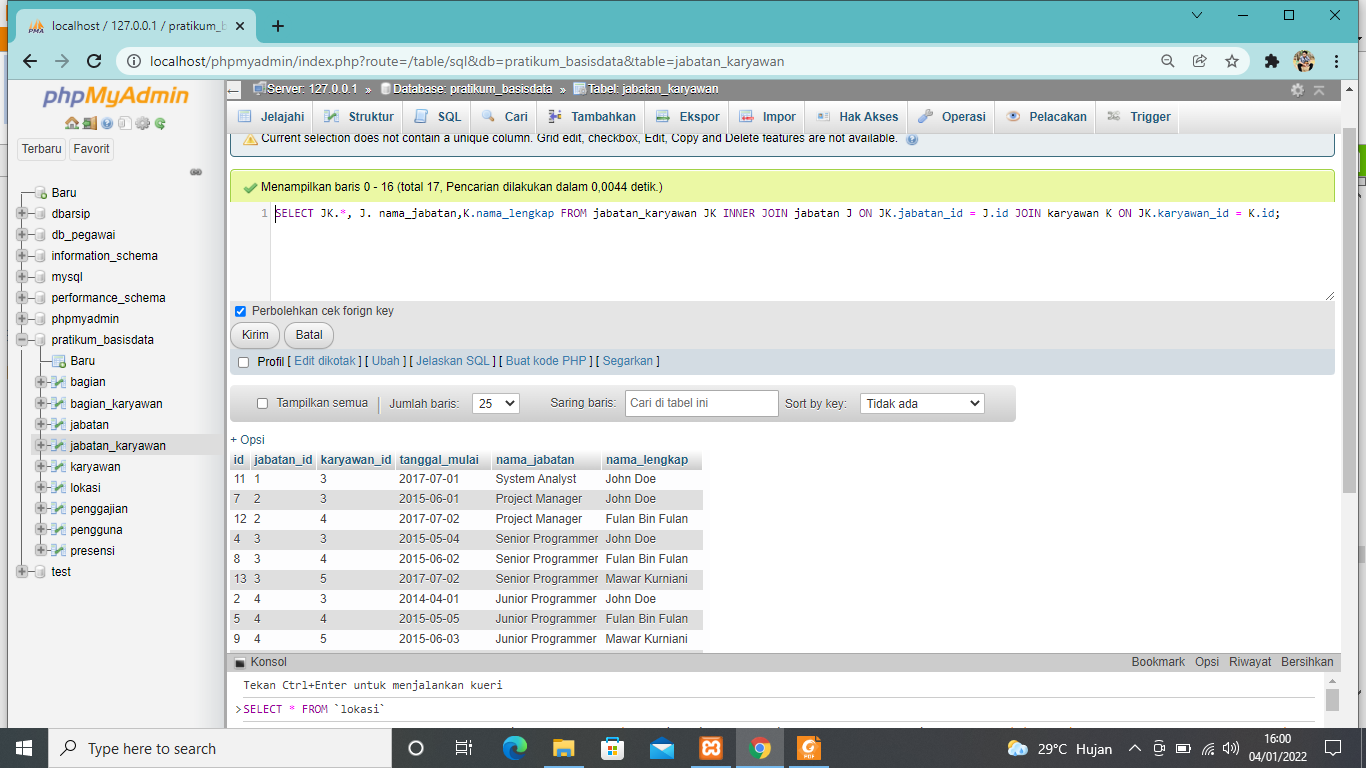 localhost / 127.0.0.1 / pratikum_b
localhost/phpmyadmin/index.php?route=/table/sql&db=pratikum_basisdata&table=jabatan_karyawan
phpMyAdmin
Terbaru Favorit
Baru
dbarsip
db_pegawai
information_schema
mysql
performance_schema
phpmyadmin
pratikum_basisdata
Baru
bagian
bagian_karyawan
jabatan
jabatan_karyawan
karyawan
lokasi
penggajian
pengguna
presensi
test
Server: 127.0.0.1 » Database: pratikum_basisdata » Tabel: jabatan_karyawan
Jelajahi Struktur SQL Cari Tambahkan Ekspor Impor Hak Akses Operasi Pelacakan Trigger
Current selection does not contain a unique column. Grid edit, checkbox, Edit, Copy and Delete features are not available.
Menampilkan baris 0 - 16 (total 17, Pencarian dilakukan dalam 0,0044 detik.)
1 SELECT JK.*, J. nama_jabatan,K.nama_lengkap FROM jabatan_karyawan JK INNER JOIN jabatan J ON JK.jabatan_id = J.id JOIN karyawan K ON JK.karyawan_id = K.id;
Perbolehkan cek forign key
Kirim Batal
Profil [ Edit dikotak ] [ Ubah ] [ Jelaskan SQL ] [ Buat kode PHP ] [ Segarkan ]
Tampilkan semua Jumlah baris: 25 Saring baris: Cari di tabel ini Sort by key: Tidak ada
+ Opsi
id jabatan_id karyawan_id tanggal_mulai nama_jabatan nama_lengkap
11 1 3 2017-07-01 System Analyst John Doe
7 2 3 2015-06-01 Project Manager John Doe
12 2 4 2017-07-02 Project Manager Fulan Bin Fulan
4 3 3 2015-05-04 Senior Programmer John Doe
8 3 4 2015-06-02 Senior Programmer Fulan Bin Fulan
13 3 5 2017-07-02 Senior Programmer Mawar Kurniani
2 4 3 2014-04-01 Junior Programmer John Doe
5 4 4 2015-05-05 Junior Programmer Fulan Bin Fulan
9 4 5 2015-06-03 Junior Programmer Mawar Kurniani
Konsol Bookmark Opsi Riwayat Bersihkan
Tekan Ctrl+Enter untuk menjalankan kueri
>SELECT * FROM `lokasi`
Type here to search
29°C Hujan
16:00
04/01/2022